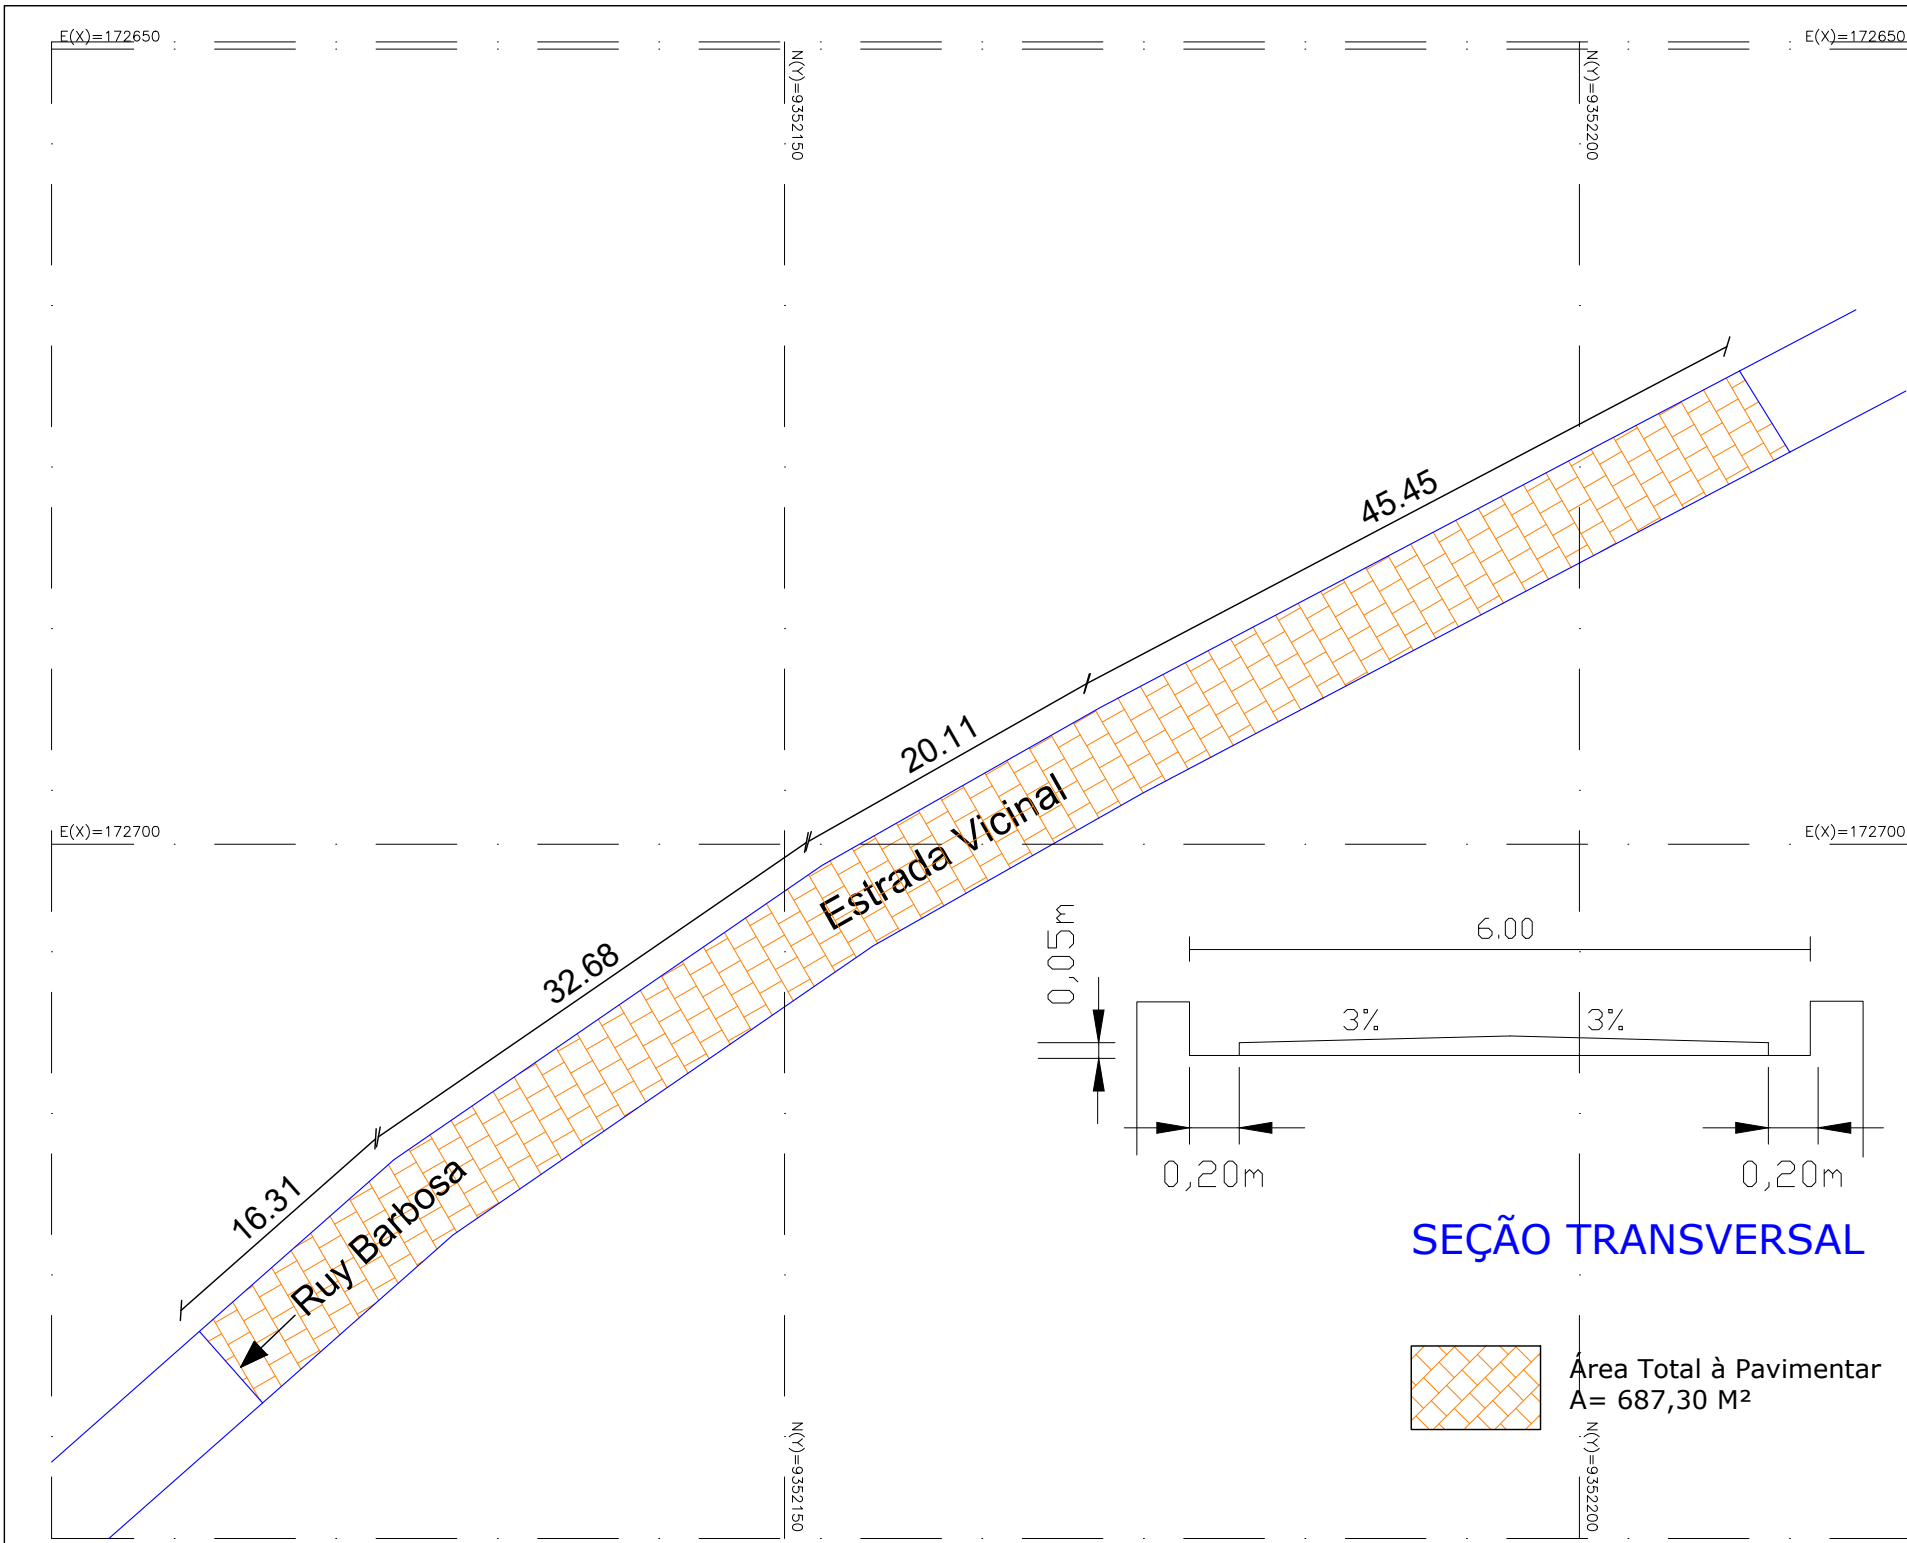 E(X)=172650
E(X)=172650
N(Y)=9352150
N(Y)=9352200
45.45
20.11
Estrada Vicinal
E(X)=172700
E(X)=172700
32.68
16.31
Ruy Barbosa
6.00
0,05m
3%
3%
0,20m
0,20m
SEÇÃO TRANSVERSAL
Área Total à Pavimentar
A= 687,30 M²
N(Y)=9352150
N(Y)=9352200